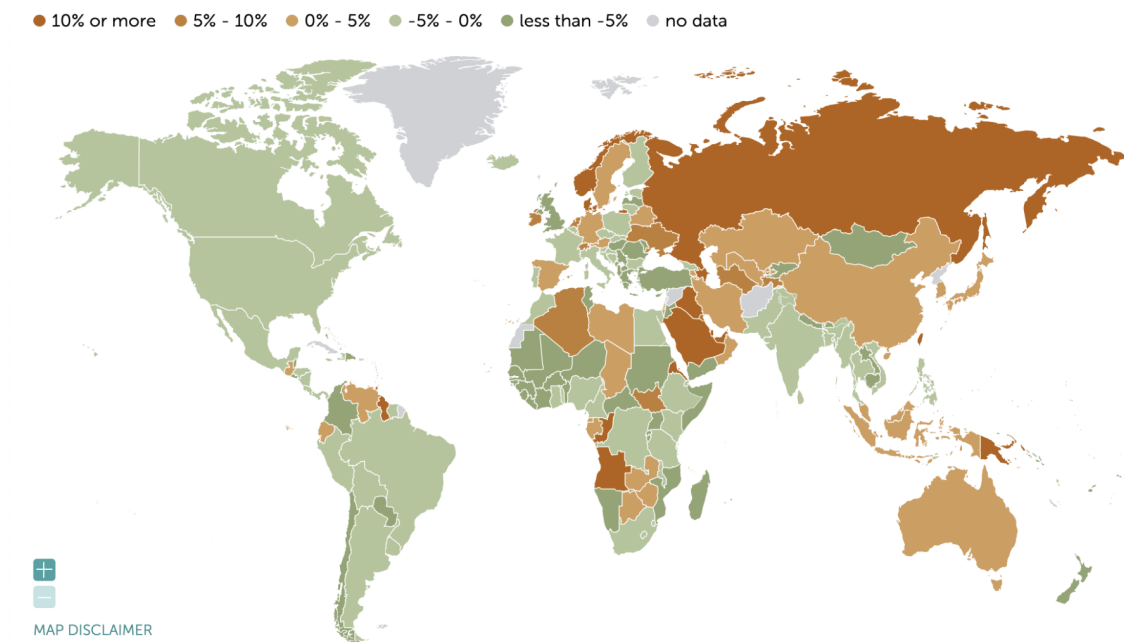 10% or more 5% - 10% 0% - 5% -5% - 0% less than -5% no data
MAP DISCLAIMER